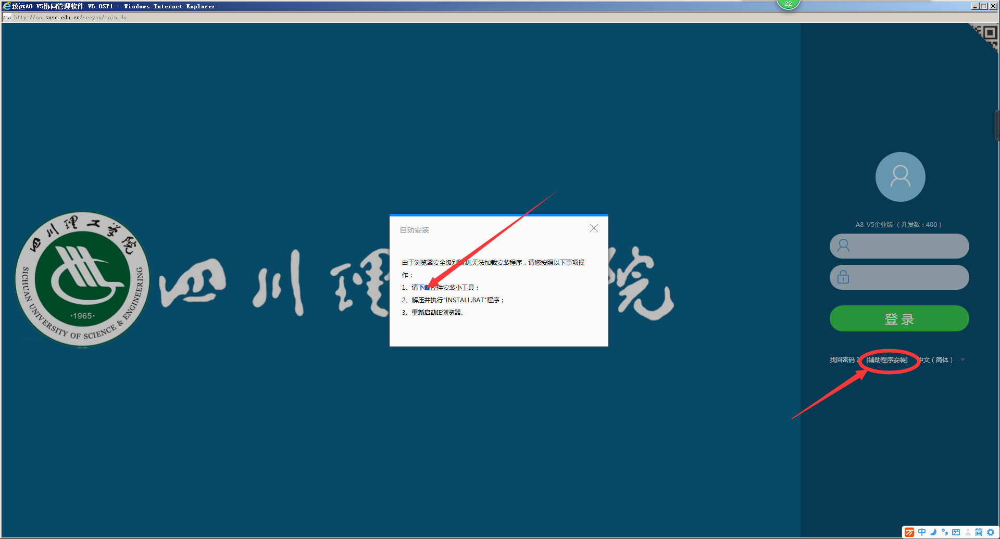 致远A8-V5协同管理软件 V6.0SP1 - Windows Internet Explorer
22
A8V5 http://oa.suse.edu.cn/seeyon/main.do
四川理工学院
SICHUAN UNIVERSITY OF SCIENCE & ENGINEERING
·1965·
四川理
院
自动安装
由于浏览器安全级别限制,无法加载安装程序，请您按照以下事项操
作：
1、请下载控件安装小工具；
2、解压并执行"INSTALL.BAT"程序；
3、重新启动IE浏览器。
A8-V5企业版（并发数：400）
登 录
找回密码？ [辅助程序安装] 中文（简体）
中 简